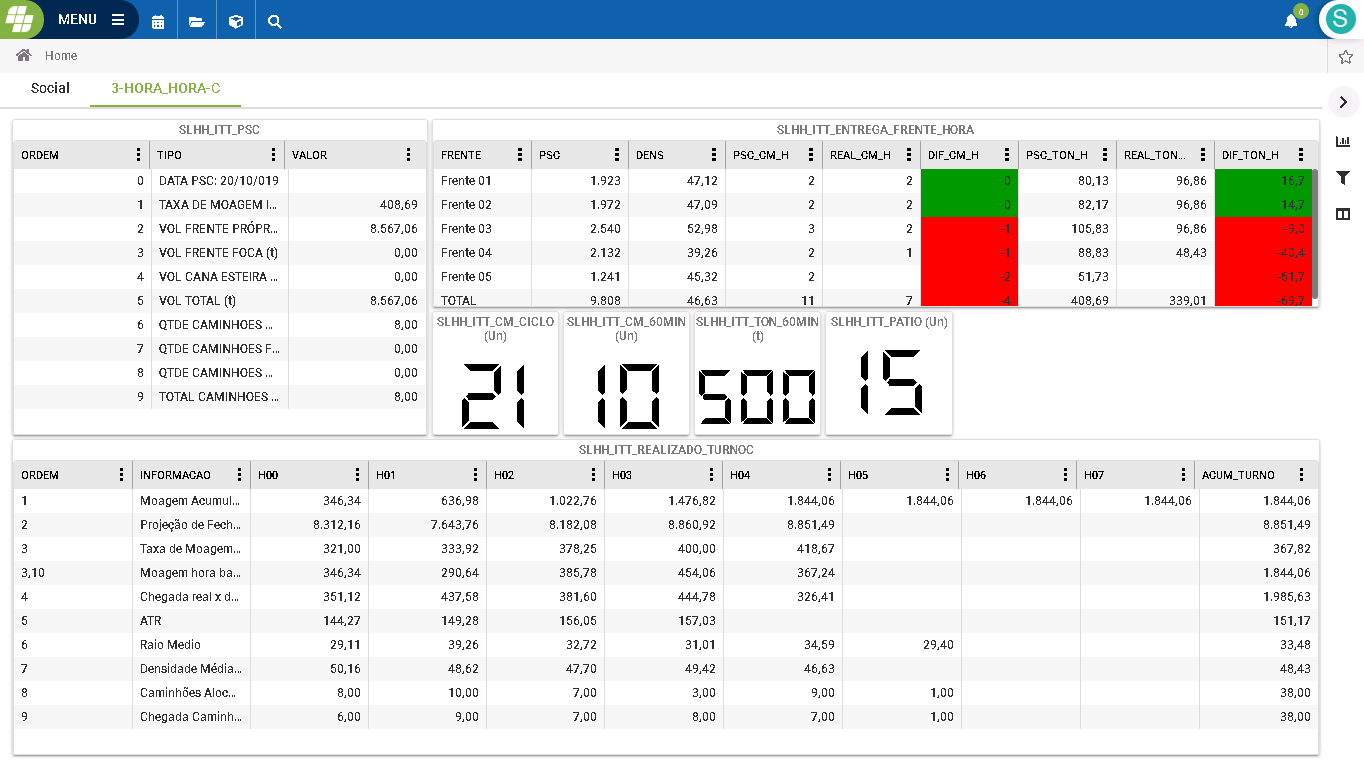 MENU
0
S
Home
Social 3-HORA_HORA-C
SLHH_ITT_PSC
ORDEM TIPO VALOR
0 DATA PSC: 20/10/019
1 TAXA DE MOAGEM I... 408,69
2 VOL FRENTE PRÓPR... 8.567,06
3 VOL FRENTE FOCA (t) 0,00
4 VOL CANA ESTEIRA ... 0,00
5 VOL TOTAL (t) 8.567,06
6 QTDE CAMINHOES ... 8,00
7 QTDE CAMINHOES F... 0,00
8 QTDE CAMINHOES ... 0,00
9 TOTAL CAMINHOES ... 8,00
SLHH_ITT_ENTREGA_FRENTE_HORA
FRENTE PSC DENS PSC_CM_H REAL_CM_H DIF_CM_H PSC_TON_H REAL_TON... DIF_TON_H
Frente 01 1.923 47,12 2 2 0 80,13 96,86 16,7
Frente 02 1.972 47,09 2 2 0 82,17 96,86 14,7
Frente 03 2.540 52,98 3 2 -1 105,83 96,86 -9,0
Frente 04 2.132 39,26 2 1 -1 88,83 48,43 -40,4
Frente 05 1.241 45,32 2 -2 51,73 -51,7
TOTAL 9.808 46,63 11 7 -4 408,69 339,01 -69,7
SLHH_ITT_CM_CICLO
(Un)
21
SLHH_ITT_CM_60MIN
(Un)
10
SLHH_ITT_TON_60MIN
(t)
500
SLHH_ITT_PATIO (Un)
15
SLHH_ITT_REALIZADO_TURNOC
ORDEM INFORMACAO H00 H01 H02 H03 H04 H05 H06 H07 ACUM_TURNO
1 Moagem Acumul... 346,34 636,98 1.022,76 1.476,82 1.844,06 1.844,06 1.844,06 1.844,06 1.844,06
2 Projeção de Fech... 8.312,16 7.643,76 8.182,08 8.860,92 8.851,49 8.851,49
3 Taxa de Moagem... 321,00 333,92 378,25 400,00 418,67 367,82
3,10 Moagem hora ba... 346,34 290,64 385,78 454,06 367,24 1.844,06
4 Chegada real x d... 351,12 437,58 381,60 444,78 326,41 1.985,63
5 ATR 144,27 149,28 156,05 157,03 151,17
6 Raio Medio 29,11 39,26 32,72 31,01 34,59 29,40 33,48
7 Densidade Média... 50,16 48,62 47,70 49,42 46,63 48,43
8 Caminhões Aloc... 8,00 10,00 7,00 3,00 9,00 1,00 38,00
9 Chegada Caminh... 6,00 9,00 7,00 8,00 7,00 1,00 38,00